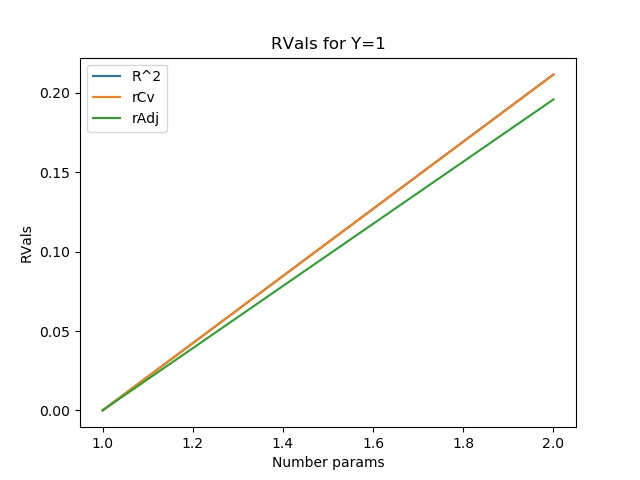 RVals for Y=1
R^2
rCv
rAdj
RVals
0.20
0.15
0.10
0.05
0.00
1.0 1.2 1.4 1.6 1.8 2.0
Number params